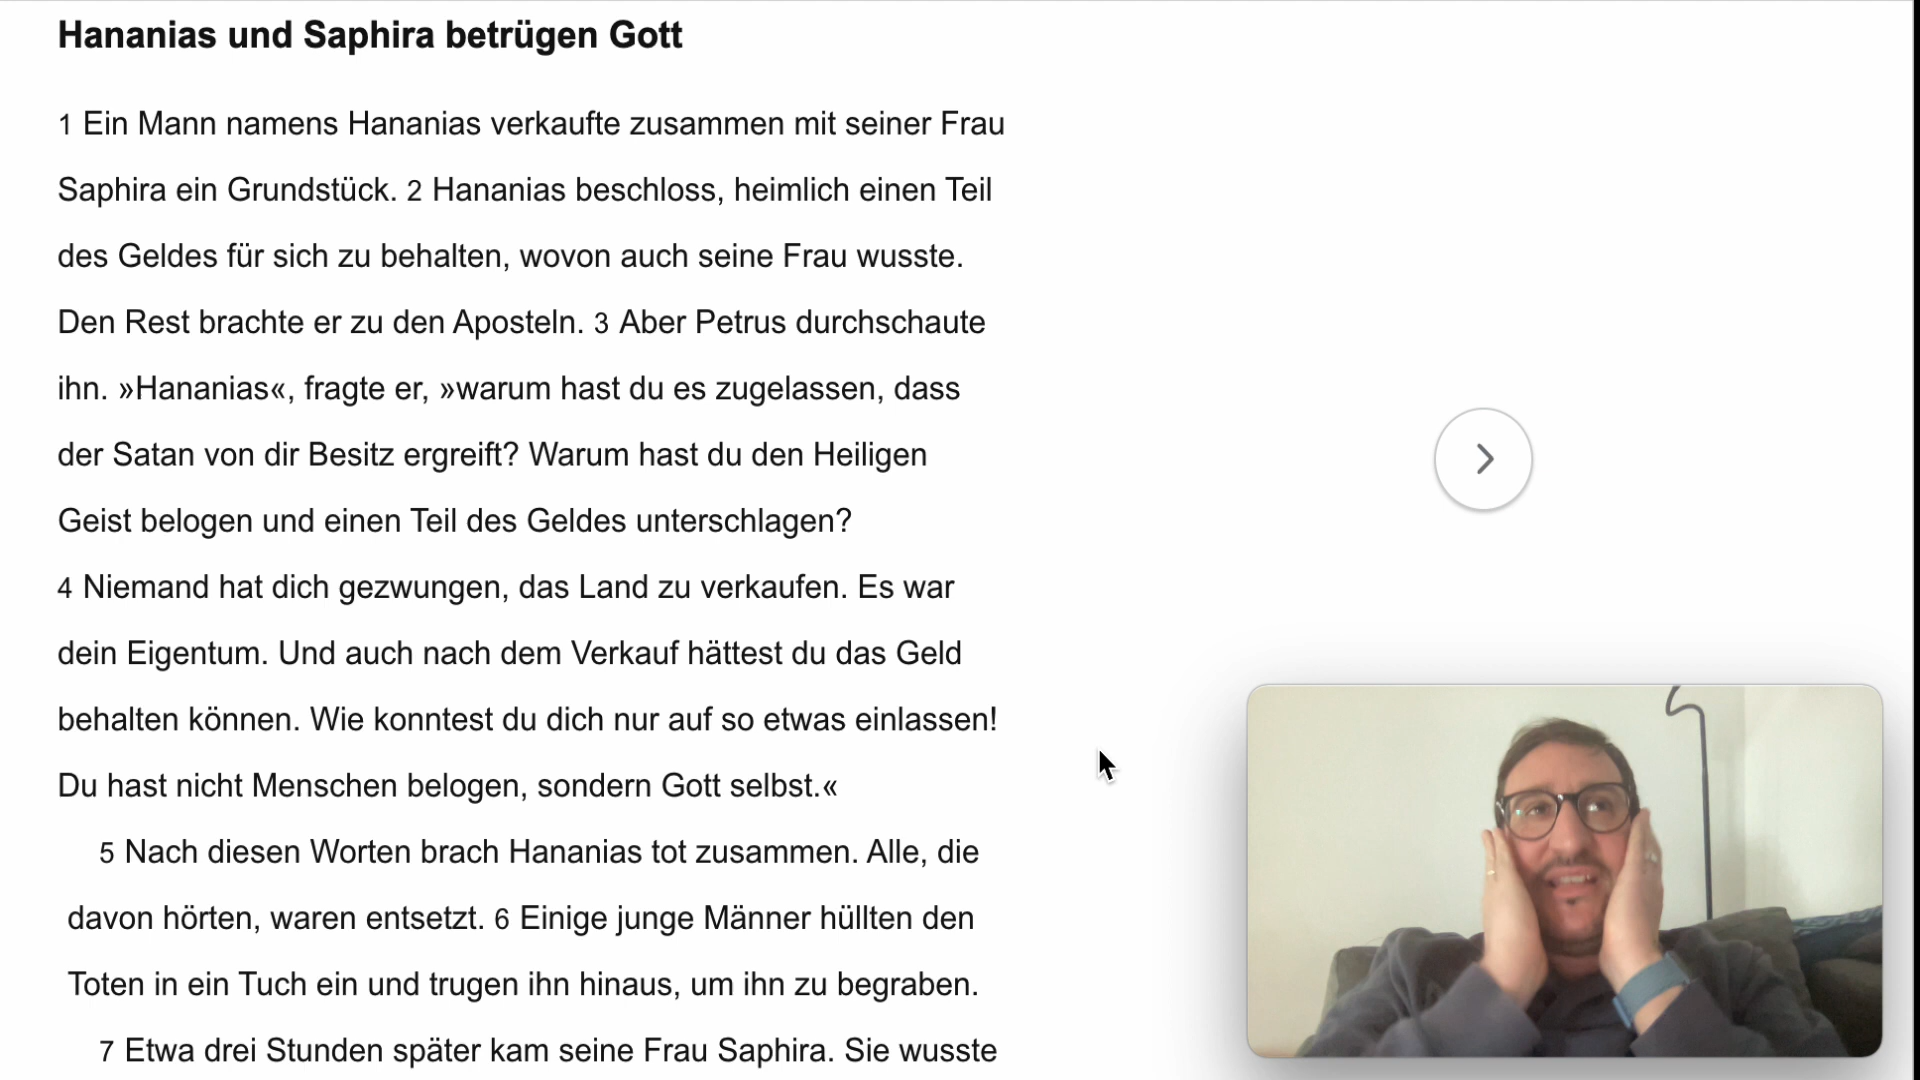 Hananias und Saphira betrügen Gott
1 Ein Mann namens Hananias verkaufte zusammen mit seiner Frau
Saphira ein Grundstück. 2 Hananias beschloss, heimlich einen Teil
des Geldes für sich zu behalten, wovon auch seine Frau wusste.
Den Rest brachte er zu den Aposteln. 3 Aber Petrus durchschaute
ihn. »Hananias«, fragte er, »warum hast du es zugelassen, dass
der Satan von dir Besitz ergreift? Warum hast du den Heiligen
Geist belogen und einen Teil des Geldes unterschlagen?
4 Niemand hat dich gezwungen, das Land zu verkaufen. Es war
dein Eigentum. Und auch nach dem Verkauf hättest du das Geld
behalten können. Wie konntest du dich nur auf so etwas einlassen!
Du hast nicht Menschen belogen, sondern Gott selbst.«
5 Nach diesen Worten brach Hananias tot zusammen. Alle, die
davon hörten, waren entsetzt. 6 Einige junge Männer hüllten den
Toten in ein Tuch ein und trugen ihn hinaus, um ihn zu begraben.
7 Etwa drei Stunden später kam seine Frau Saphira. Sie wusste